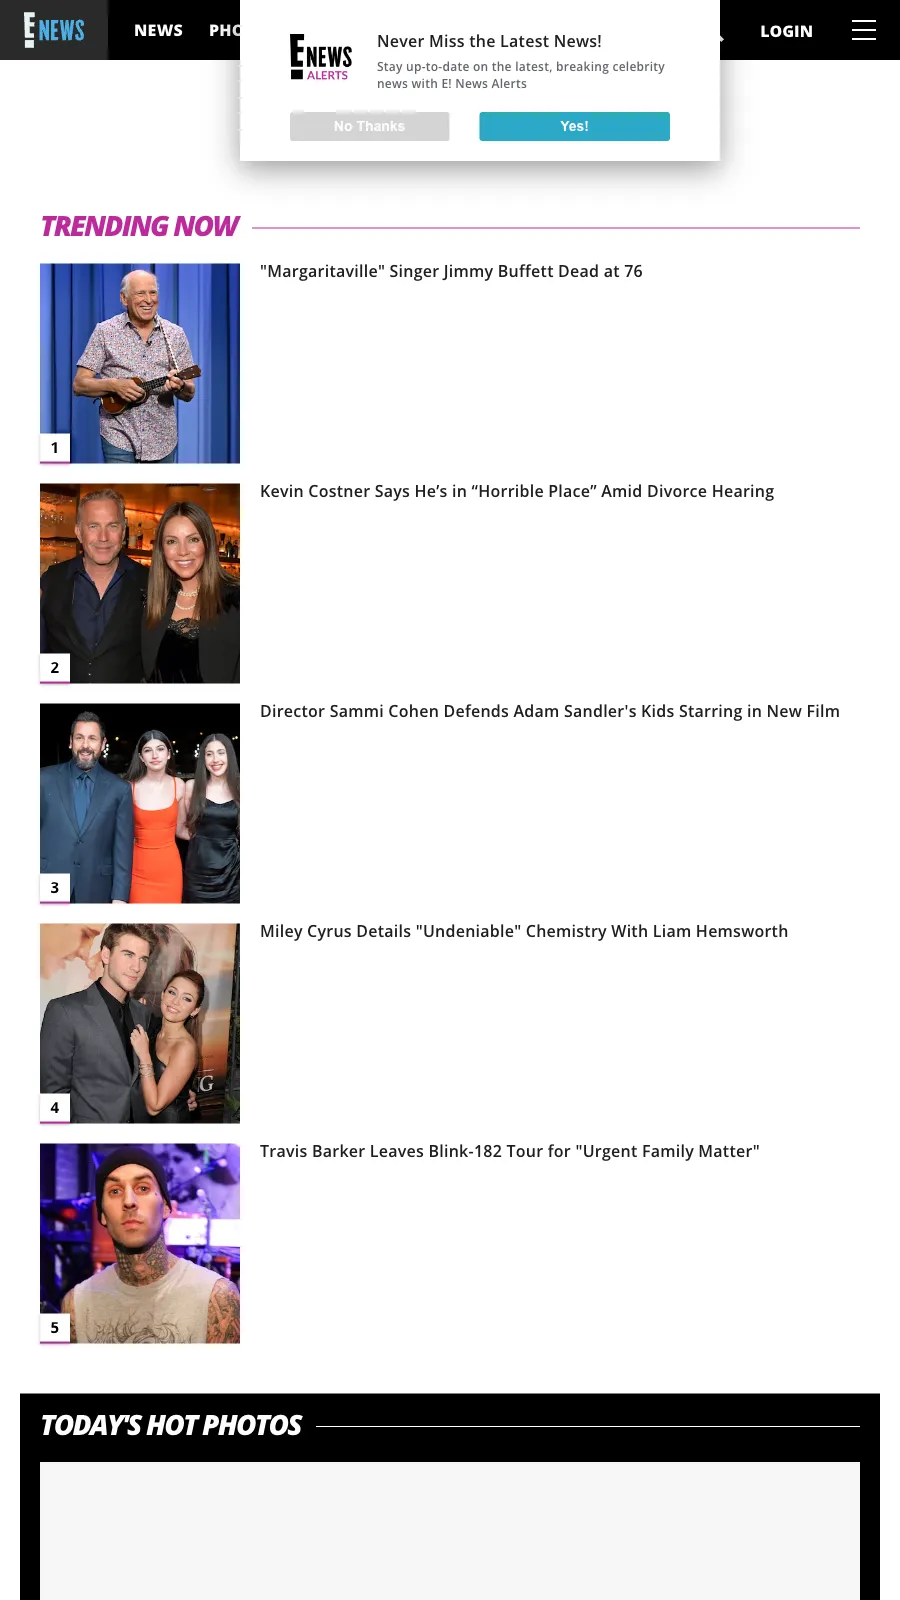 E! NEWS
NEWS
PHO
LOGIN
E! NEWS
ALERTS
Never Miss the Latest News!
Stay up-to-date on the latest, breaking celebrity
news with E! News Alerts
No Thanks
Yes!
TRENDING NOW
"Margaritaville" Singer Jimmy Buffett Dead at 76
1
Kevin Costner Says He’s in “Horrible Place” Amid Divorce Hearing
2
Director Sammi Cohen Defends Adam Sandler's Kids Starring in New Film
3
Miley Cyrus Details "Undeniable" Chemistry With Liam Hemsworth
G
4
Travis Barker Leaves Blink-182 Tour for "Urgent Family Matter"
5
TODAY'S HOT PHOTOS